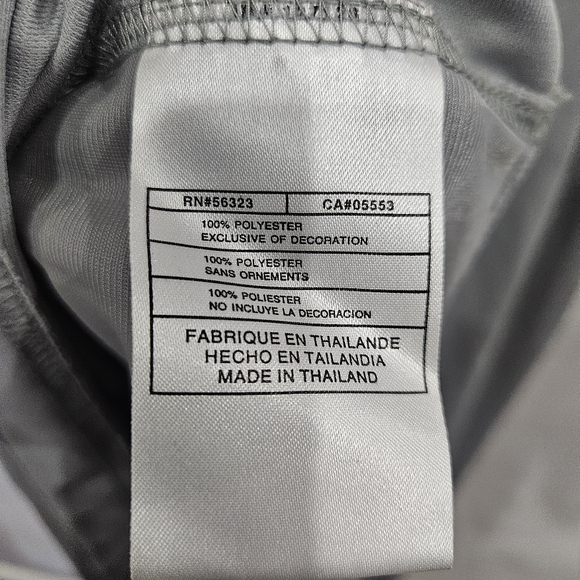 RN#56323 CA#05553
100% POLYESTER
EXCLUSIVE OF DECORATION
100% POLYESTER
SANS ORNEMENTS
100% POLIESTER
NO INCLUYE LA DECORACION
FABRIQUE EN THAILANDE
HECHO EN TAILANDIA
MADE IN THAILAND